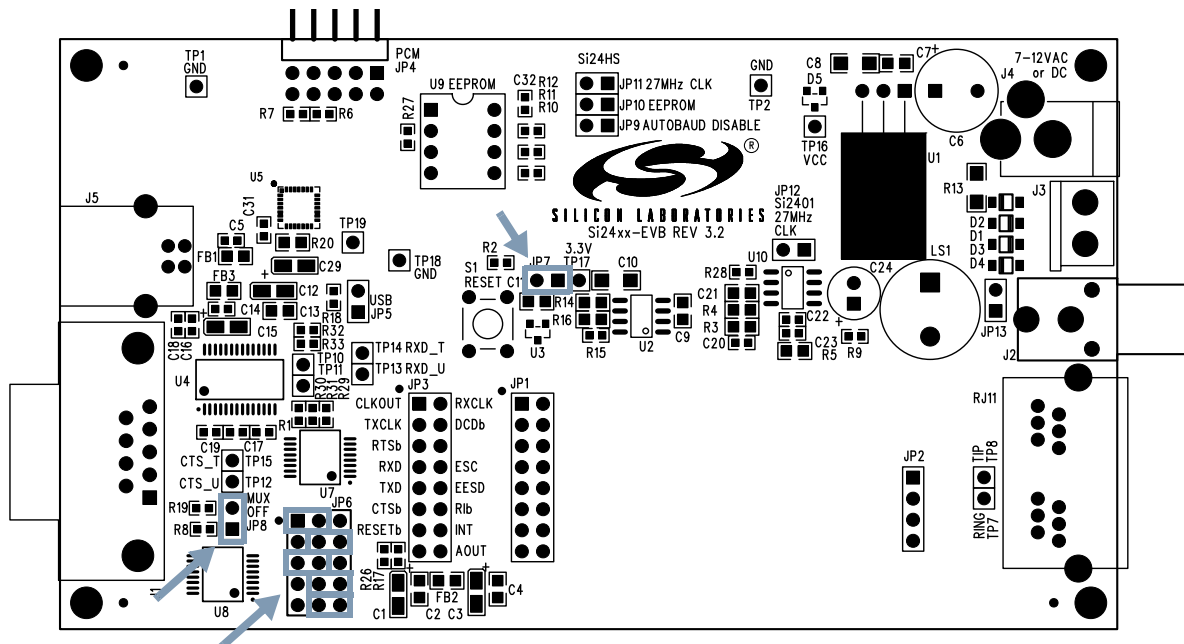 TP1
GND
PCM
JP4
R7
R6
U9 EEPROM
R27
C32
R12
R11
R10
Si24HS
JP11 27MHz CLK
JP10 EEPROM
JP9 AUTOBAUD DISABLE
GND
TP2
C8
D5
TP16
VCC
C7
+
C6
J4
7-12VAC
or DC
U1
R13
J3
D2
D1
D3
D4
®
SILICON LABORATORIES
Si24xx-EVB REV 3.2
JP12
Si2401
27MHz
CLK
J5
U5
C31
C5
FB1
R20
C29
+
TP19
TP18
GND
FB3
C12
C14
C13
C15
+
R18
USB
JP5
R32
R33
C18
C16
U4
TP10
TP11
TP14 RXD_T
TP13 RXD_U
R30
R31
R29
R1
C19
C17
R2
S1
RESET
JP7
3.3V
TP17
C11
C10
R14
R16
R15
U3
U2
C9
U10
R28
C21
R4
R3
C20
C22
C23
R5
C24
+
R9
LS1
JP13
J2
JP3
JP1
CLKOUT
RXCLK
TXCLK
DCDb
RTSb
RXD
ESC
TXD
EESD
CTSb
RIb
RESETb
INT
AOUT
CTS_T
TP15
CTS_U
TP12
MUX
OFF
JP8
R19
R8
U7
JP6
J1
U8
R26
R17
+
C1
C2
FB2
C3
+
C4
JP2
RJ11
TIP
TP8
RING
TP7